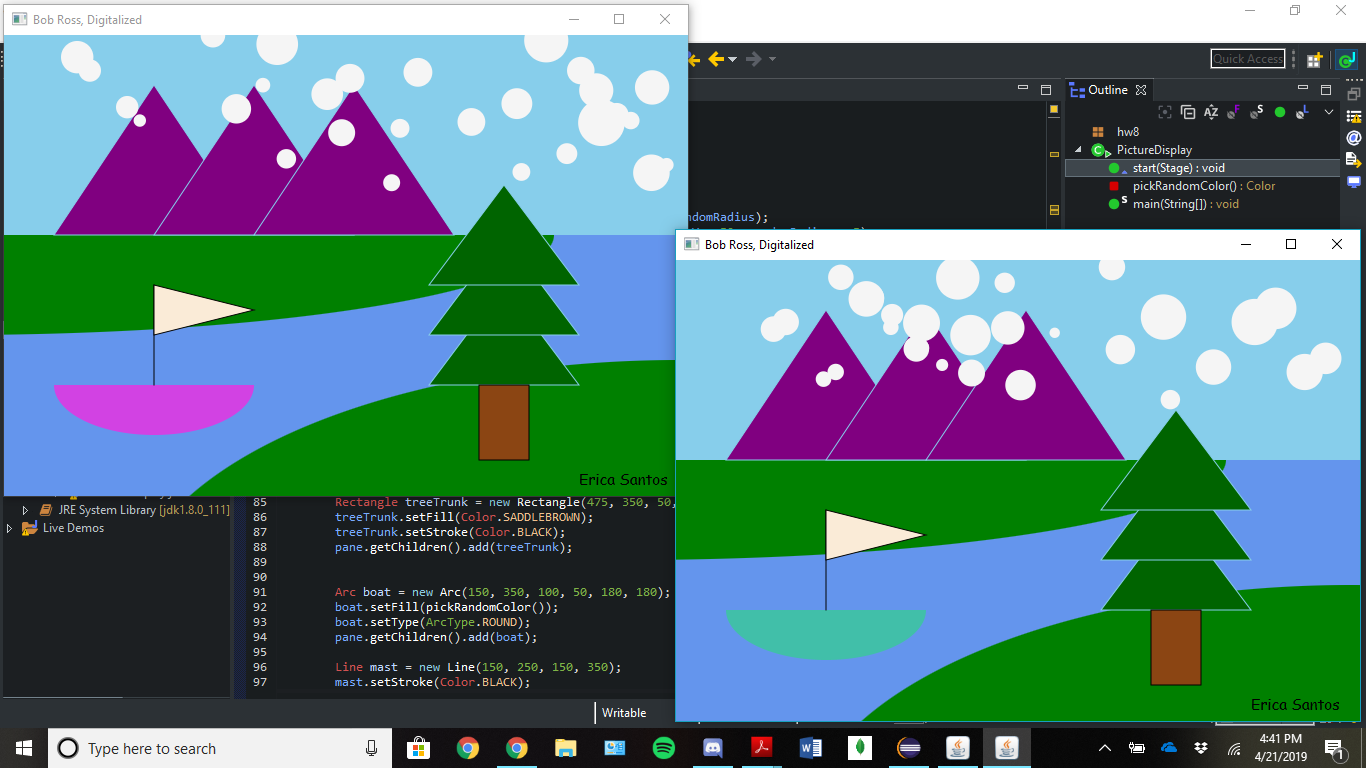 Bob Ross, Digitalized
Quick Access
Outline
hw8
PictureDisplay
start(Stage) : void
pickRandomColor() : Color
main(String[]) : void
ndomRadius);
Bob Ross, Digitalized
Erica Santos
JRE System Library [jdk1.8.0_111]
Live Demos
85 Rectangle treeTrunk = new Rectangle(475, 350, 50,
86 treeTrunk.setFill(Color.SADDLEBROWN);
87 treeTrunk.setStroke(Color.BLACK);
88 pane.getChildren().add(treeTrunk);
89
90
91 Arc boat = new Arc(150, 350, 100, 50, 180, 180);
92 boat.setFill(pickRandomColor());
93 boat.setType(ArcType.ROUND);
94 pane.getChildren().add(boat);
95
96 Line mast = new Line(150, 250, 150, 350);
97 mast.setStroke(Color.BLACK);
Erica Santos
Writable
Type here to search
4:41 PM
4/21/2019
1